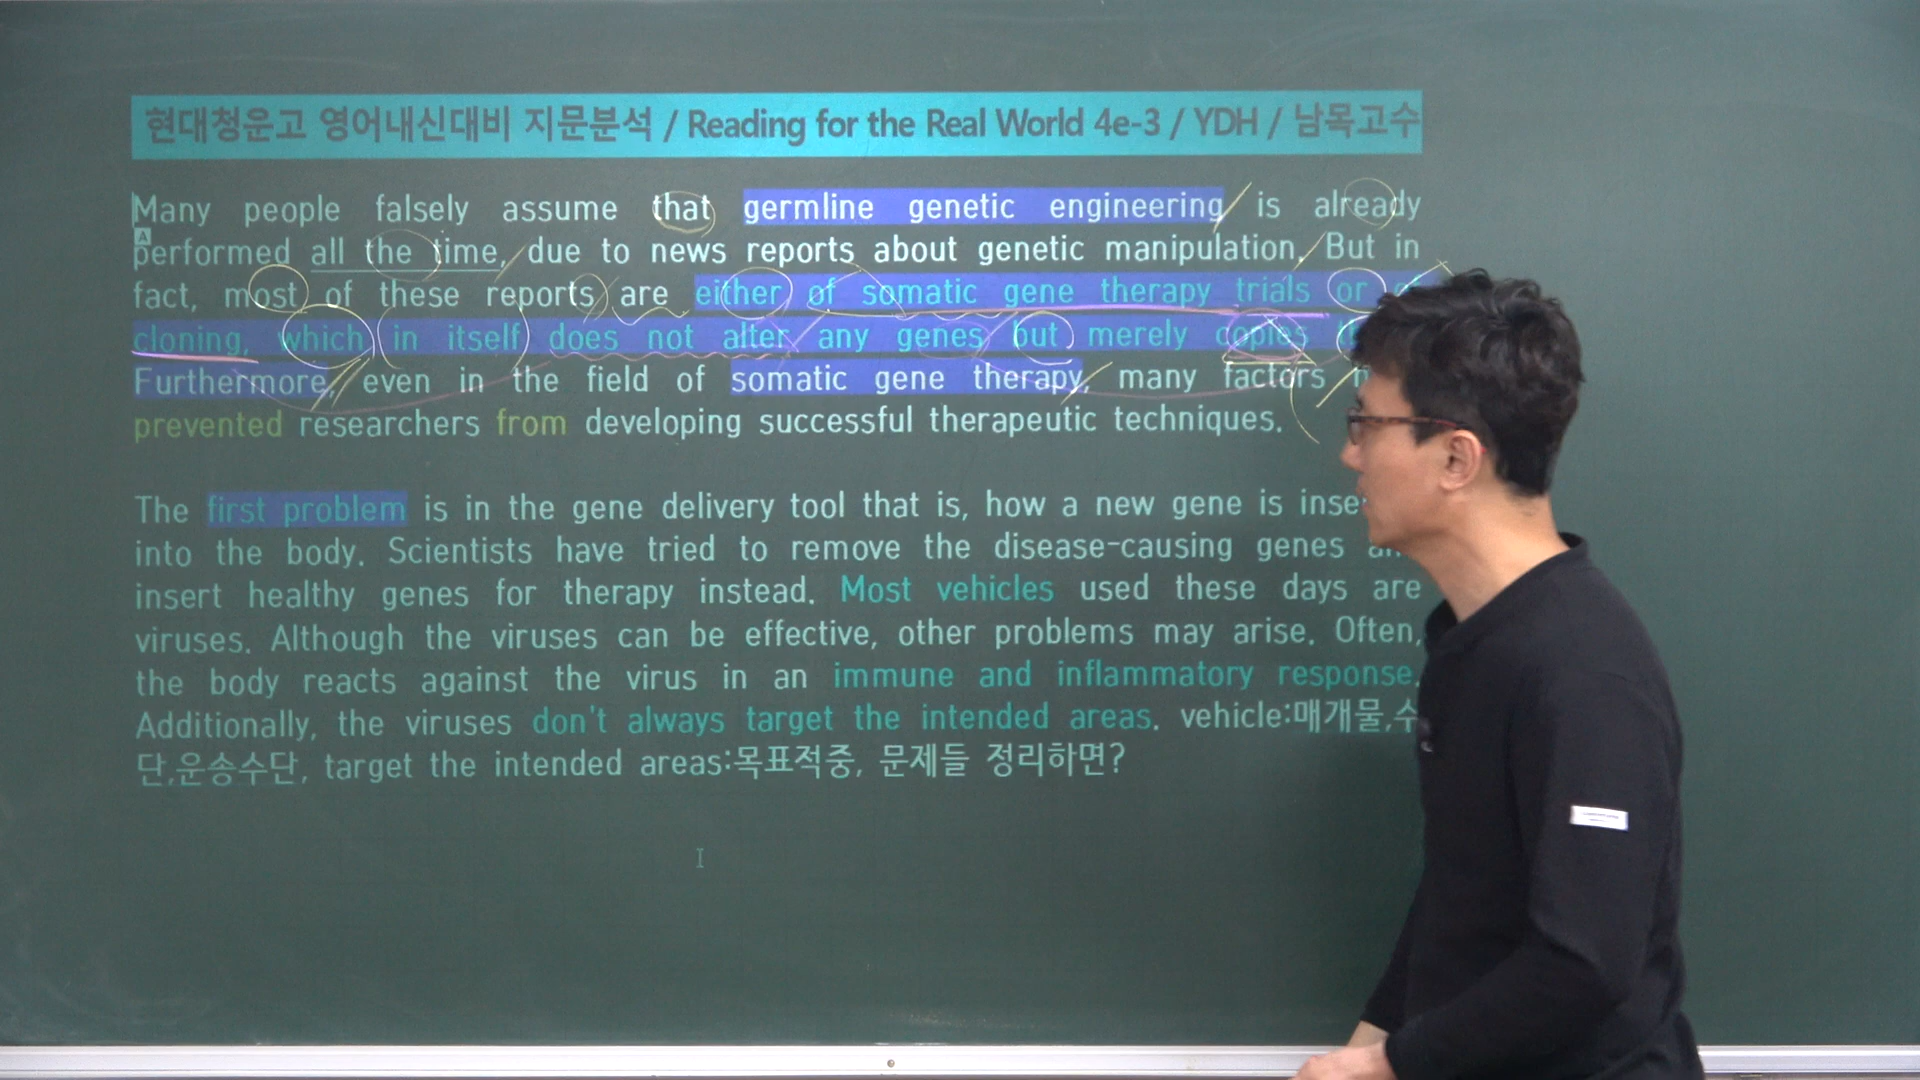 현대청운고 영어내신대비 지문분석 / Reading for the Real World 4e-3 / YDH / 남목고수
Many people falsely assume that germline genetic engineering is already
A
performed all the time, due to news reports about genetic manipulation. But in
fact, most of these reports are either of somatic gene therapy trials or
cloning, which in itself does not alter any genes but merely copies
Furthermore, even in the field of somatic gene therapy, many factors
prevented researchers from developing successful therapeutic techniques.
The first problem is in the gene delivery tool that is, how a new gene is
into the body. Scientists have tried to remove the disease-causing genes
insert healthy genes for therapy instead. Most vehicles used these days are
viruses. Although the viruses can be effective, other problems may arise. Often,
the body reacts against the virus in an immune and inflammatory response.
Additionally, the viruses don't always target the intended areas. vehicle:매개물,수
단,운송수단, target the intended areas:목표적중, 문제들 정리하면?